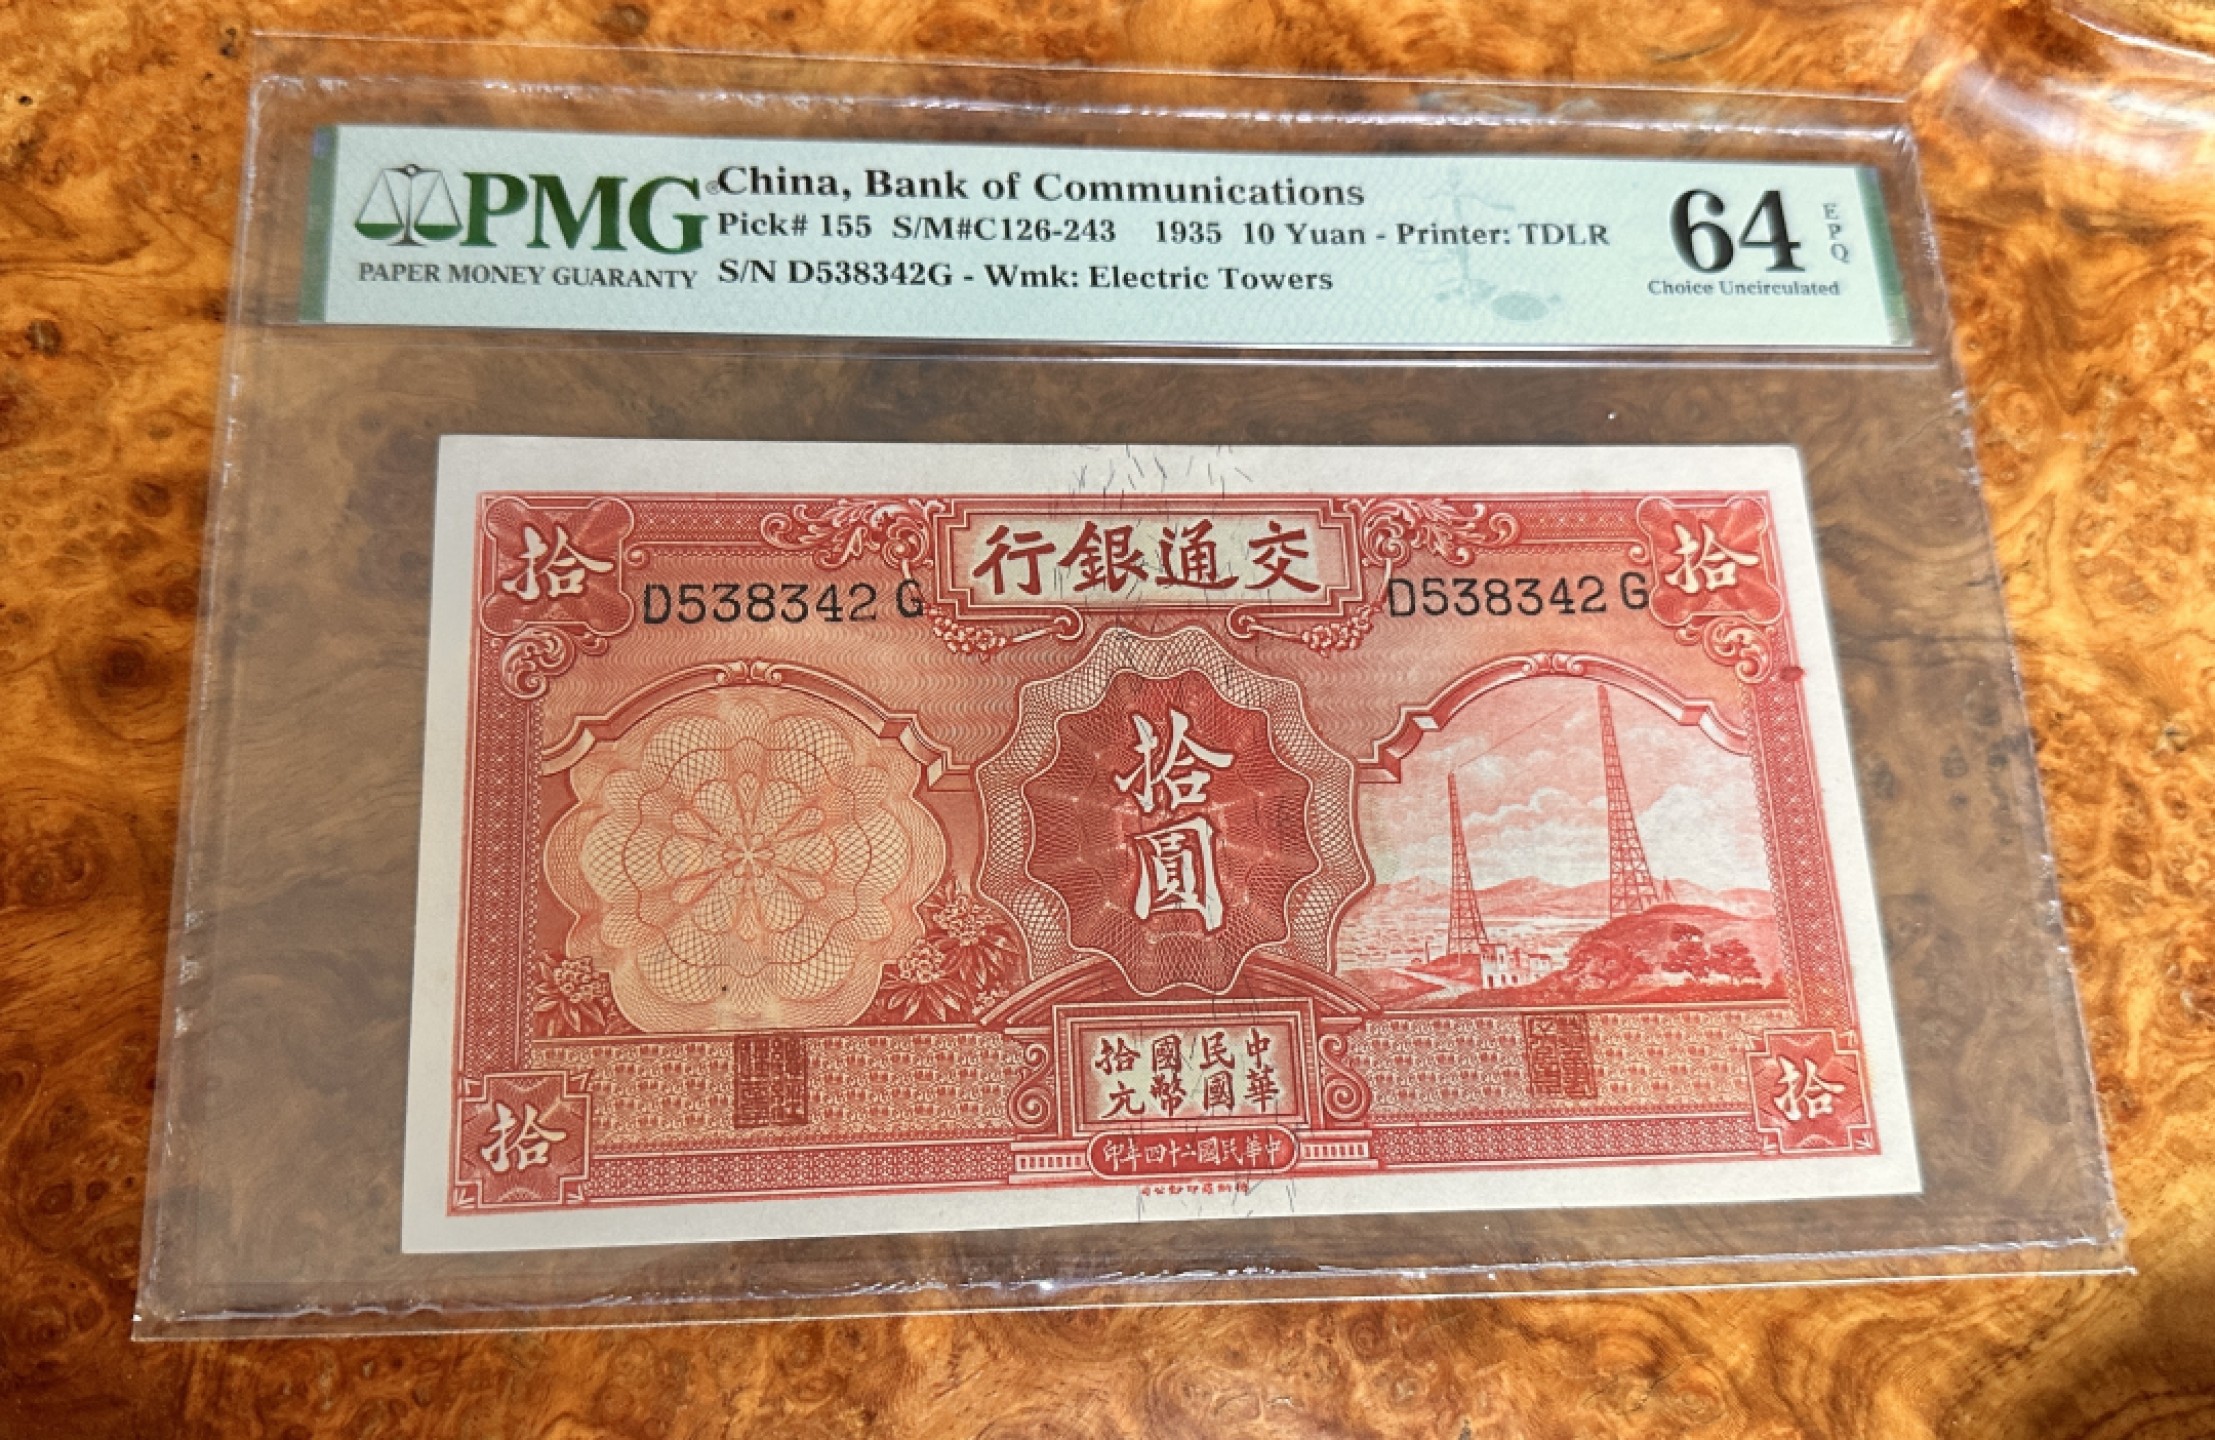 PMG®
PAPER MONEY GUARANTY
China, Bank of Communications
Pick# 155 S/M#C126-243 1935 10 Yuan - Printer: TDLR
S/N D538342G - Wmk: Electric Towers
64
EPQ
Choice Uncirculated
行銀通交
拾
拾
D538342 G
D538342 G
拾圓
中華
民國
國幣
拾元
拾
拾
印年四十二國民華中